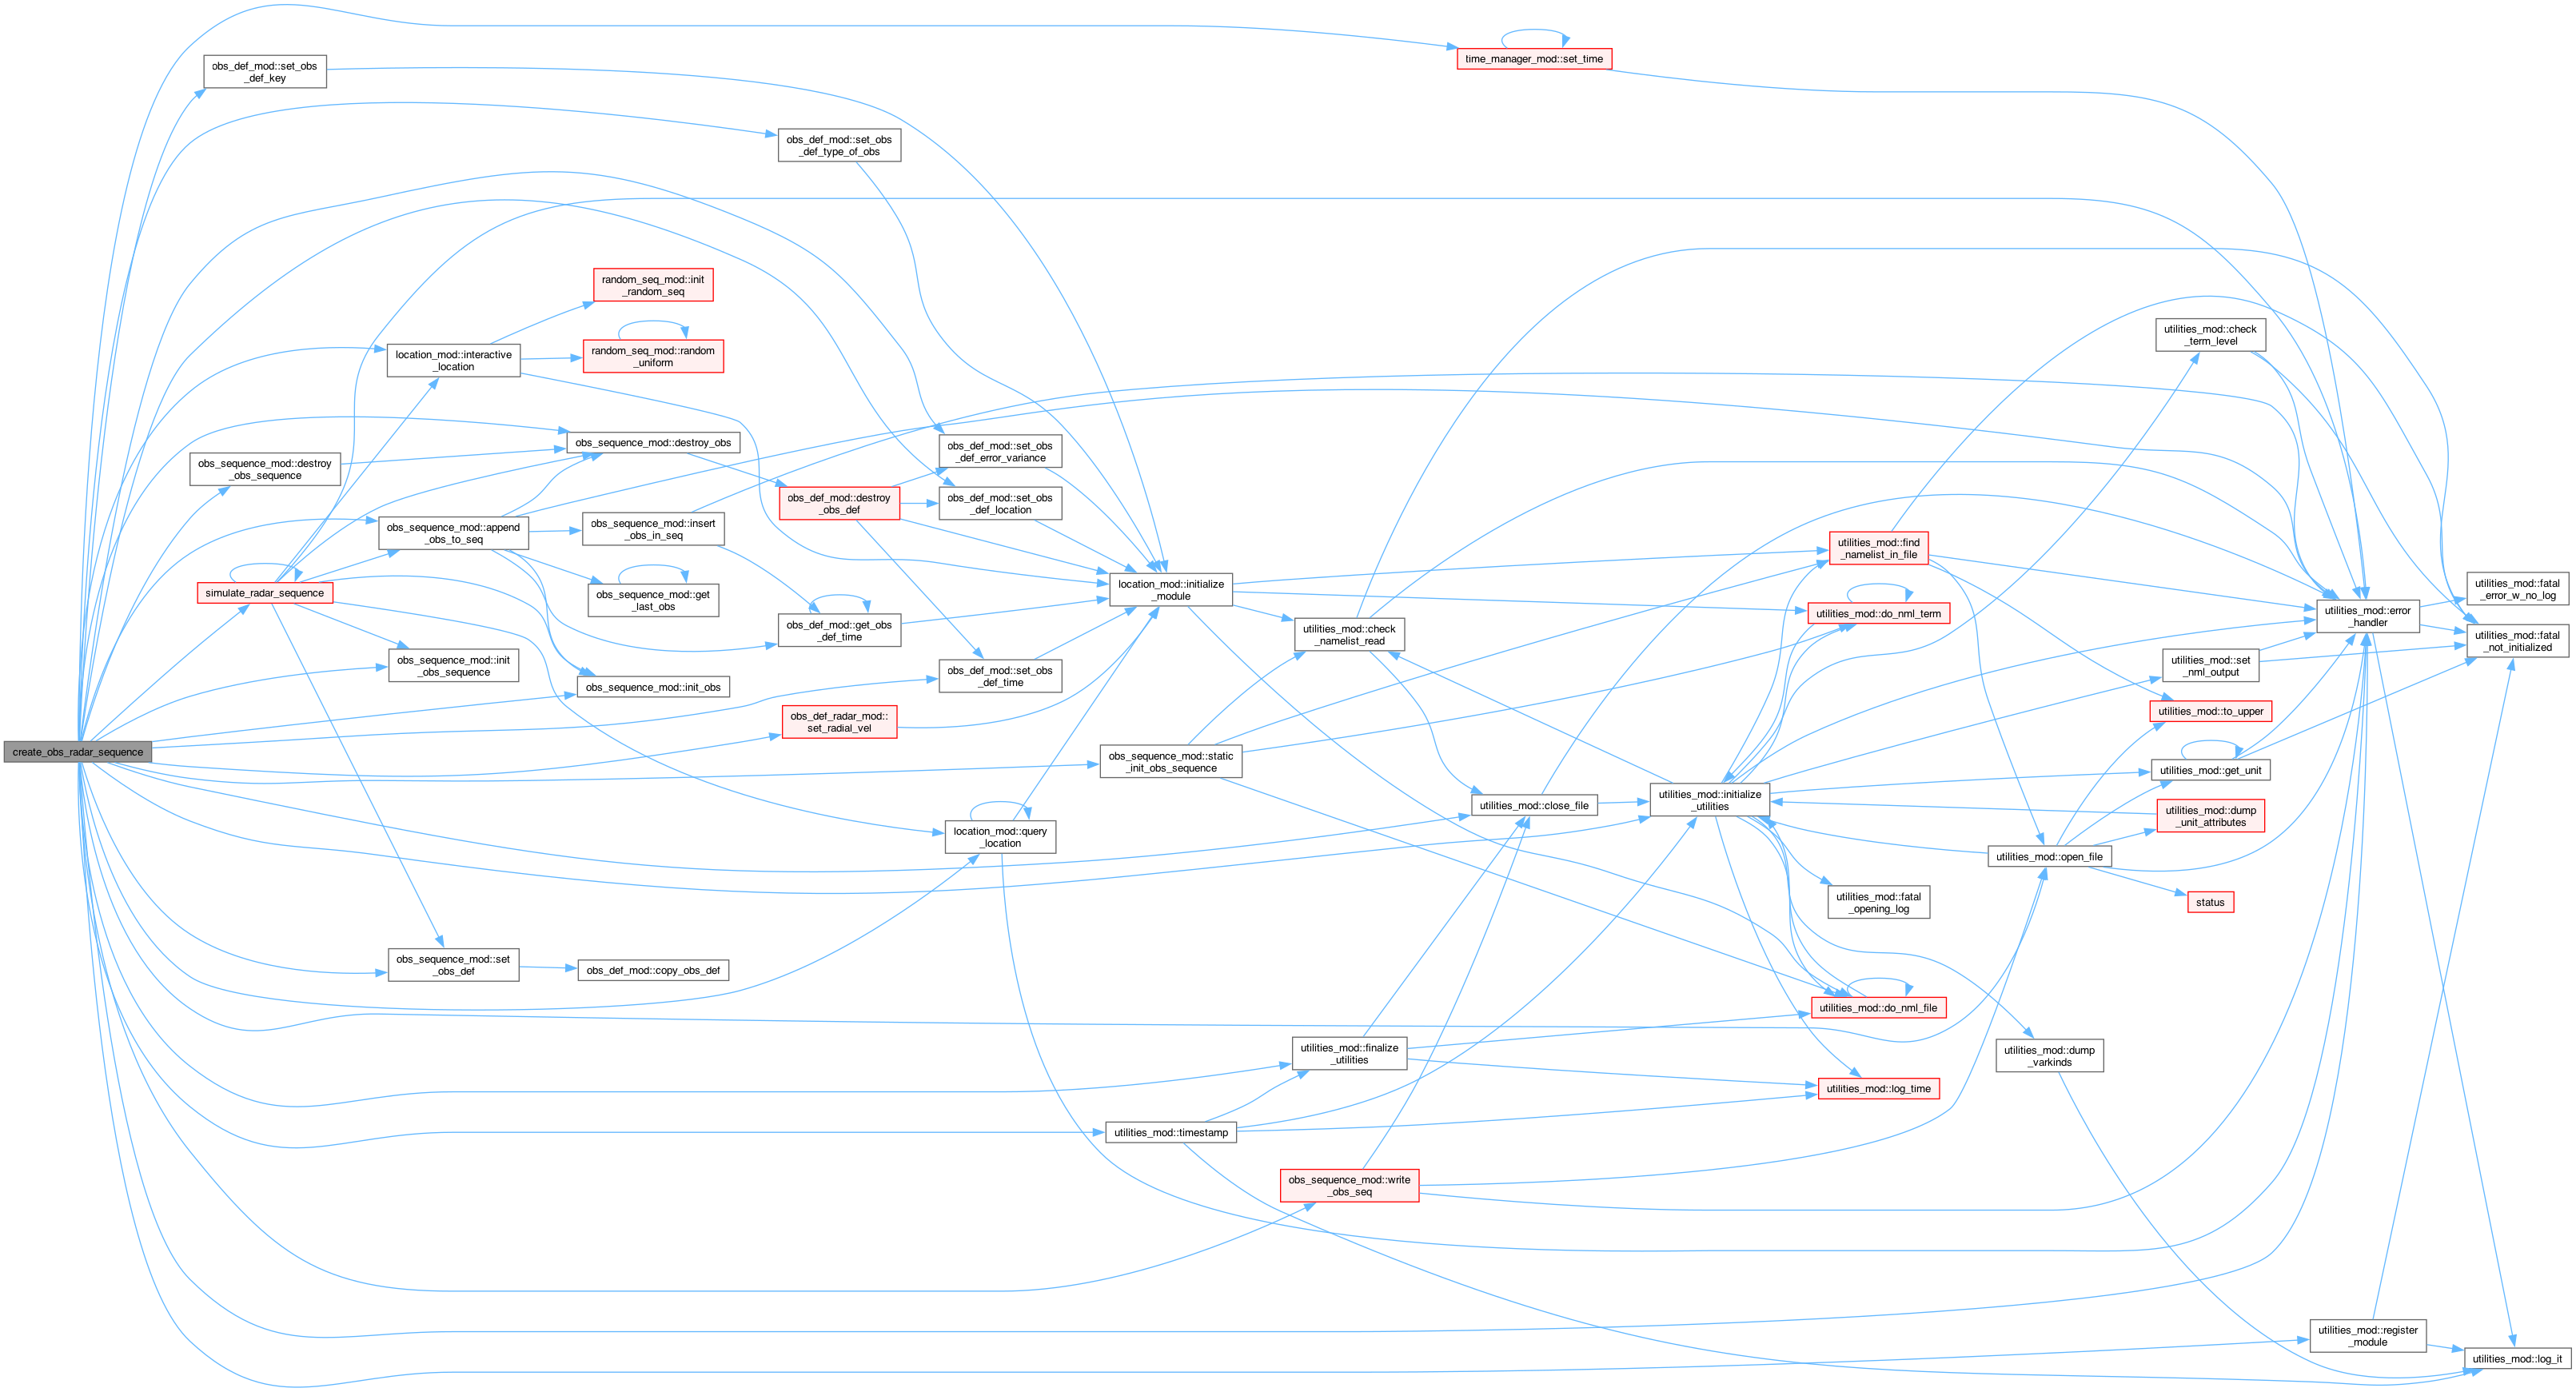 create_obs_radar_sequence
obs_def_mod::set_obs
_def_key
obs_sequence_mod::destroy
_obs_sequence
simulate_radar_sequence
location_mod::interactive
_location
obs_sequence_mod::append
_obs_to_seq
obs_sequence_mod::init
_obs_sequence
obs_sequence_mod::set
_obs_def
random_seq_mod::init
_random_seq
random_seq_mod::random
_uniform
obs_sequence_mod::destroy_obs
obs_sequence_mod::insert
_obs_in_seq
obs_sequence_mod::get
_last_obs
obs_sequence_mod::init_obs
obs_def_mod::copy_obs_def
obs_def_mod::set_obs
_def_type_of_obs
obs_def_mod::destroy
_obs_def
obs_def_mod::get_obs
_def_time
obs_def_radar_mod::
set_radial_vel
obs_def_mod::set_obs
_def_error_variance
obs_def_mod::set_obs
_def_location
obs_def_mod::set_obs
_def_time
location_mod::query
_location
location_mod::initialize
_module
obs_sequence_mod::static
_init_obs_sequence
utilities_mod::timestamp
utilities_mod::check
_namelist_read
utilities_mod::finalize
_utilities
obs_sequence_mod::write
_obs_seq
time_manager_mod::set_time
utilities_mod::close_file
utilities_mod::initialize
_utilities
utilities_mod::find
_namelist_in_file
utilities_mod::do_nml_term
utilities_mod::fatal
_opening_log
utilities_mod::do_nml_file
utilities_mod::log_time
utilities_mod::open_file
utilities_mod::dump
_varkinds
utilities_mod::check
_term_level
utilities_mod::set
_nml_output
utilities_mod::to_upper
utilities_mod::get_unit
utilities_mod::dump
_unit_attributes
status
utilities_mod::error
_handler
utilities_mod::register
_module
utilities_mod::fatal
_error_w_no_log
utilities_mod::fatal
_not_initialized
utilities_mod::log_it